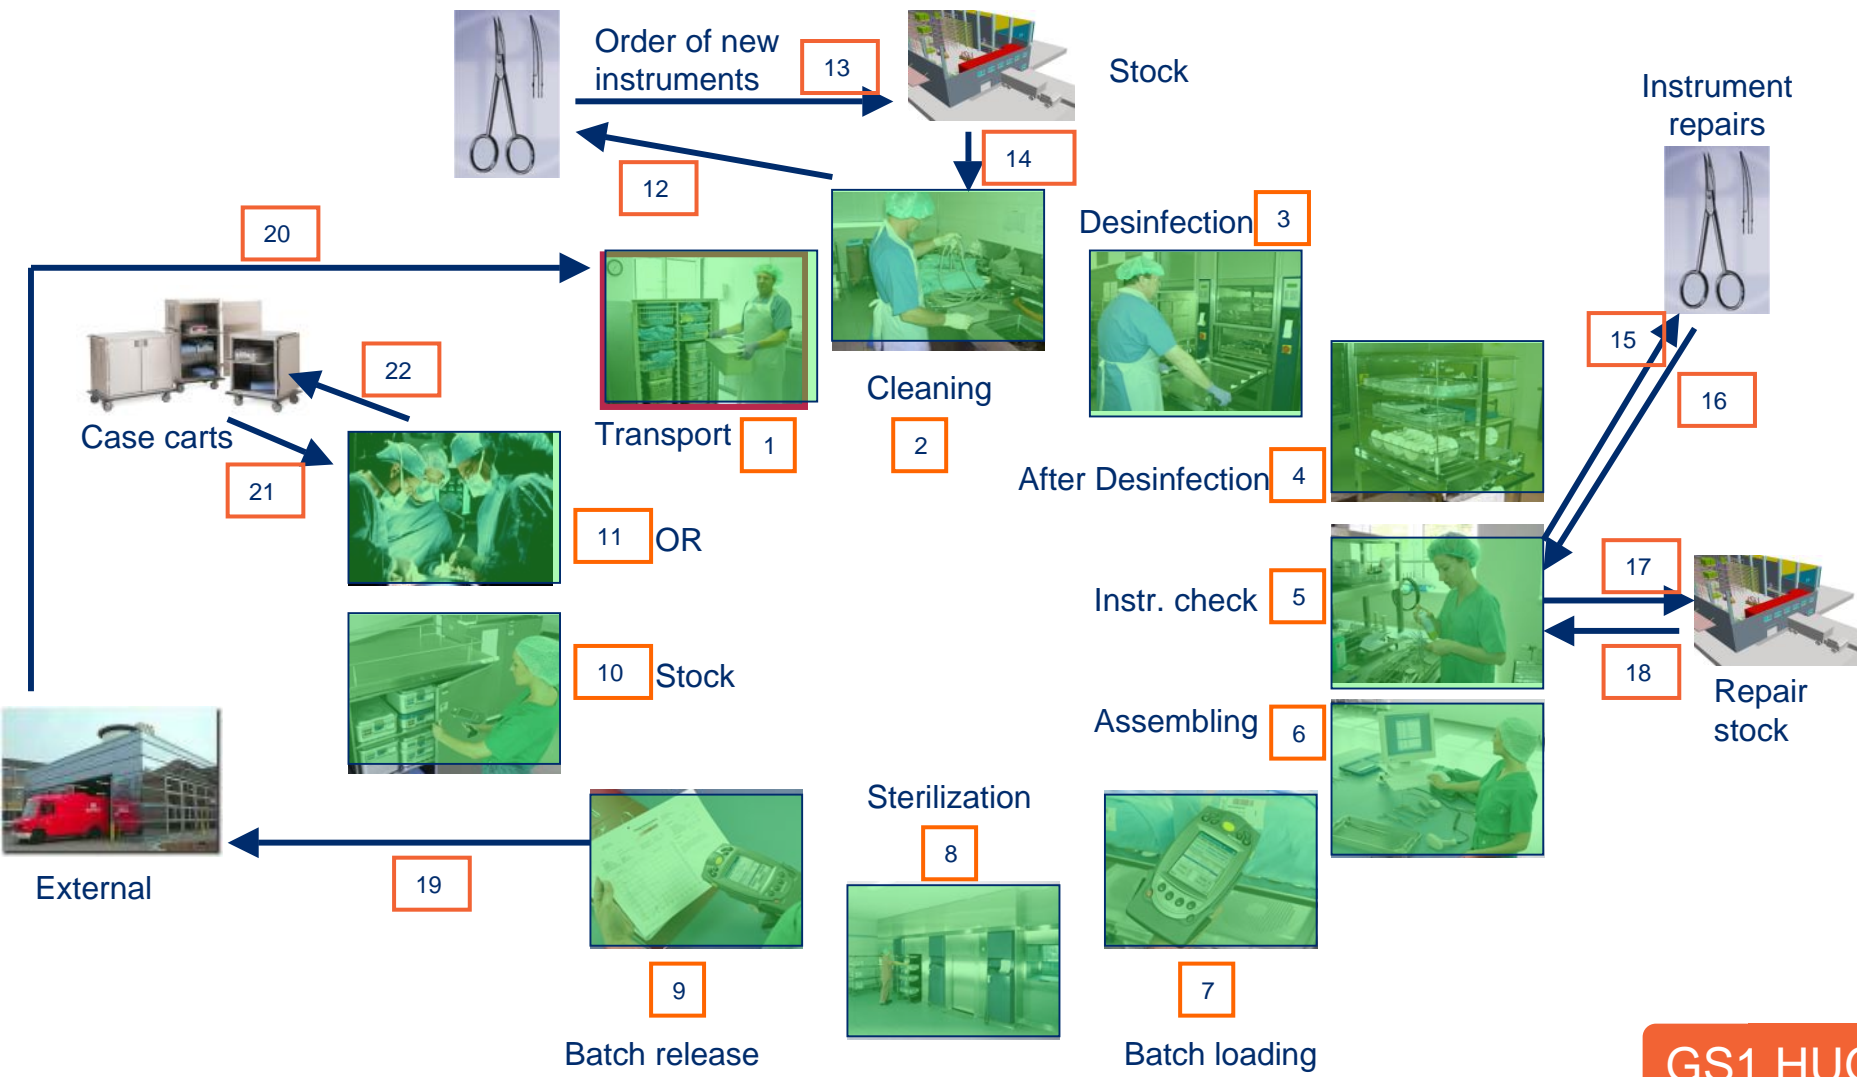 Order of new
instruments
13
Stock
Instrument
repairs
14
12
Desinfection 3
20
15
22
Cleaning
16
Case carts
Transport 1
2
After Desinfection 4
21
11 OR
17
Instr. check 5
10 Stock
18
Repair
stock
Assembling 6
Sterilization
8
External
19
9
7
Batch release
Batch loading
GS1 HUG